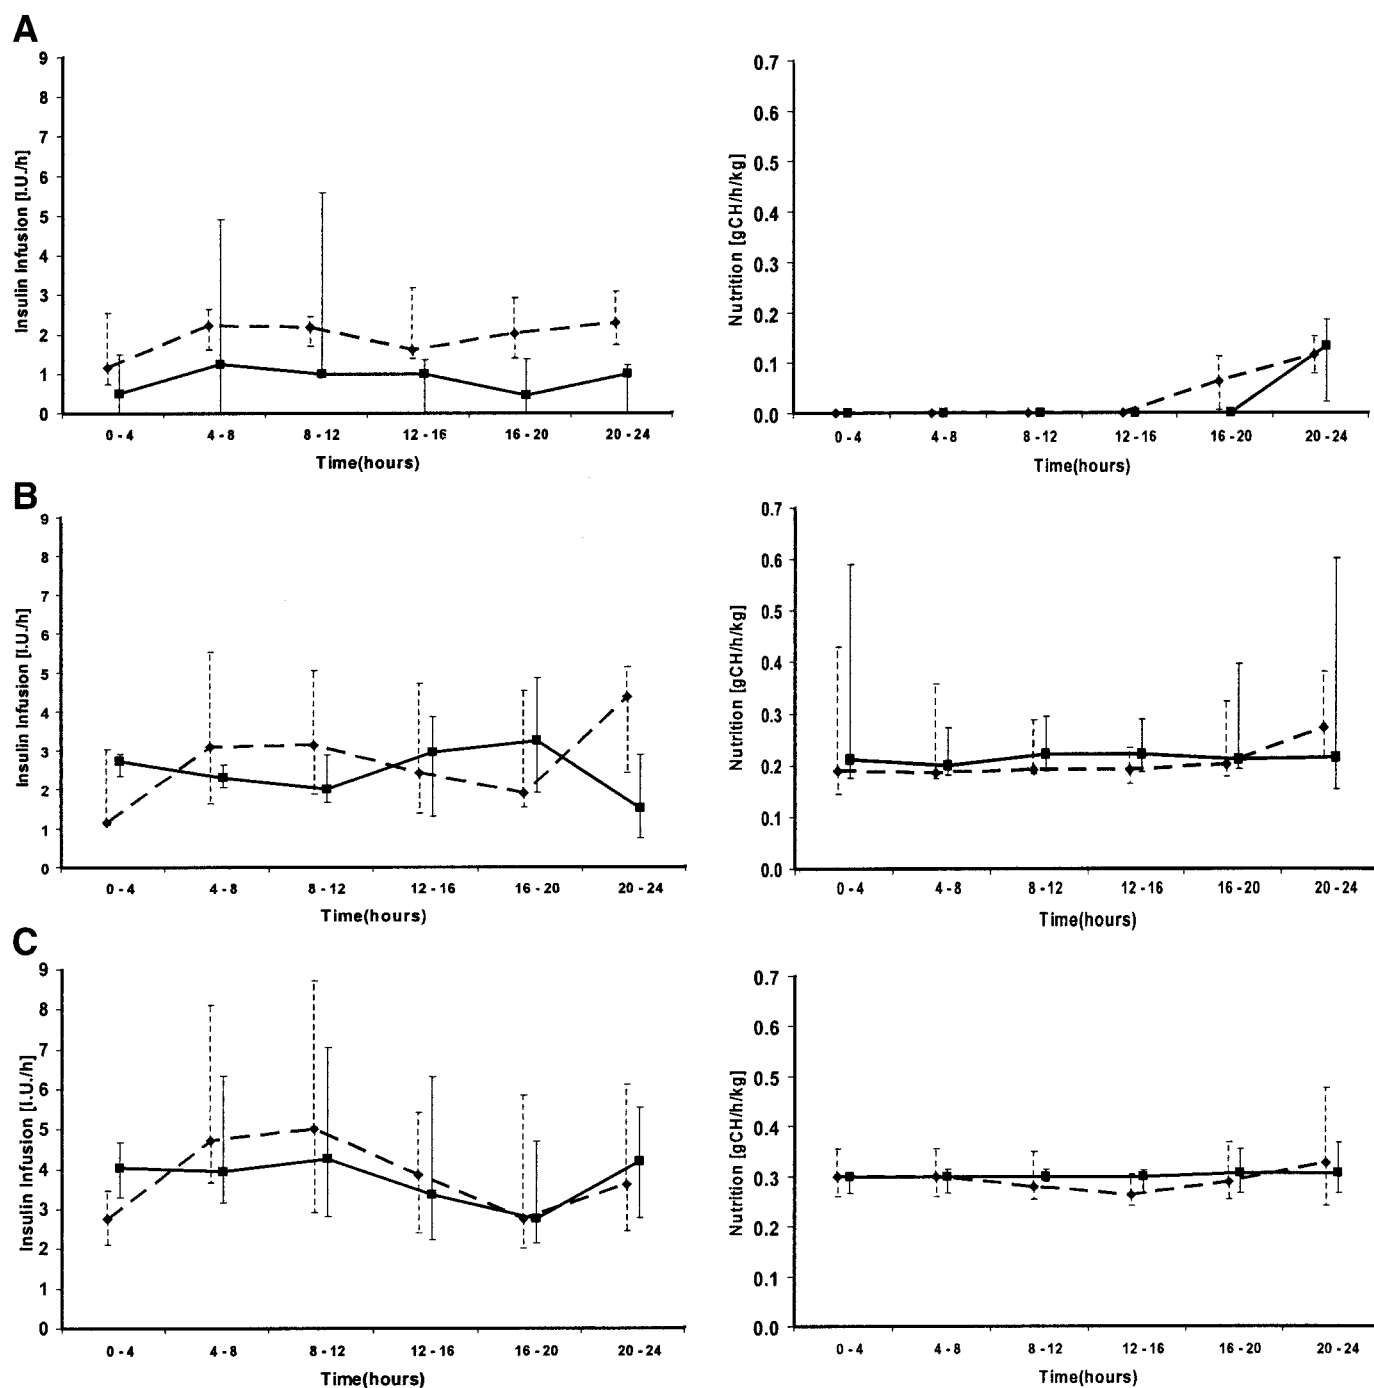 A
Insulin Infusion [I.U./h]
9
8
7
6
5
4
3
2
1
0
0 - 4 4 - 8 8 - 12 12 - 16 16 - 20 20 - 24
Time(hours)
Nutrition [gCH/h/kg]
0.7
0.6
0.5
0.4
0.3
0.2
0.1
0.0
0 - 4 4 - 8 8 - 12 12 - 16 16 - 20 20 - 24
Time(hours)
B
Insulin Infusion [I.U./h]
9
8
7
6
5
4
3
2
1
0
0 - 4 4 - 8 8 - 12 12 - 16 16 - 20 20 - 24
Time(hours)
Nutrition [gCH/h/kg]
0.7
0.6
0.5
0.4
0.3
0.2
0.1
0.0
0 - 4 4 - 8 8 - 12 12 - 16 16 - 20 20 - 24
Time(hours)
C
Insulin Infusion [I.U./h]
9
8
7
6
5
4
3
2
1
0
0 - 4 4 - 8 8 - 12 12 - 16 16 - 20 20 - 24
Time(hours)
Nutrition [gCH/h/kg]
0.7
0.6
0.5
0.4
0.3
0.2
0.1
0.0
0 - 4 4 - 8 8 - 12 12 - 16 16 - 20 20 - 24
Time(hours)